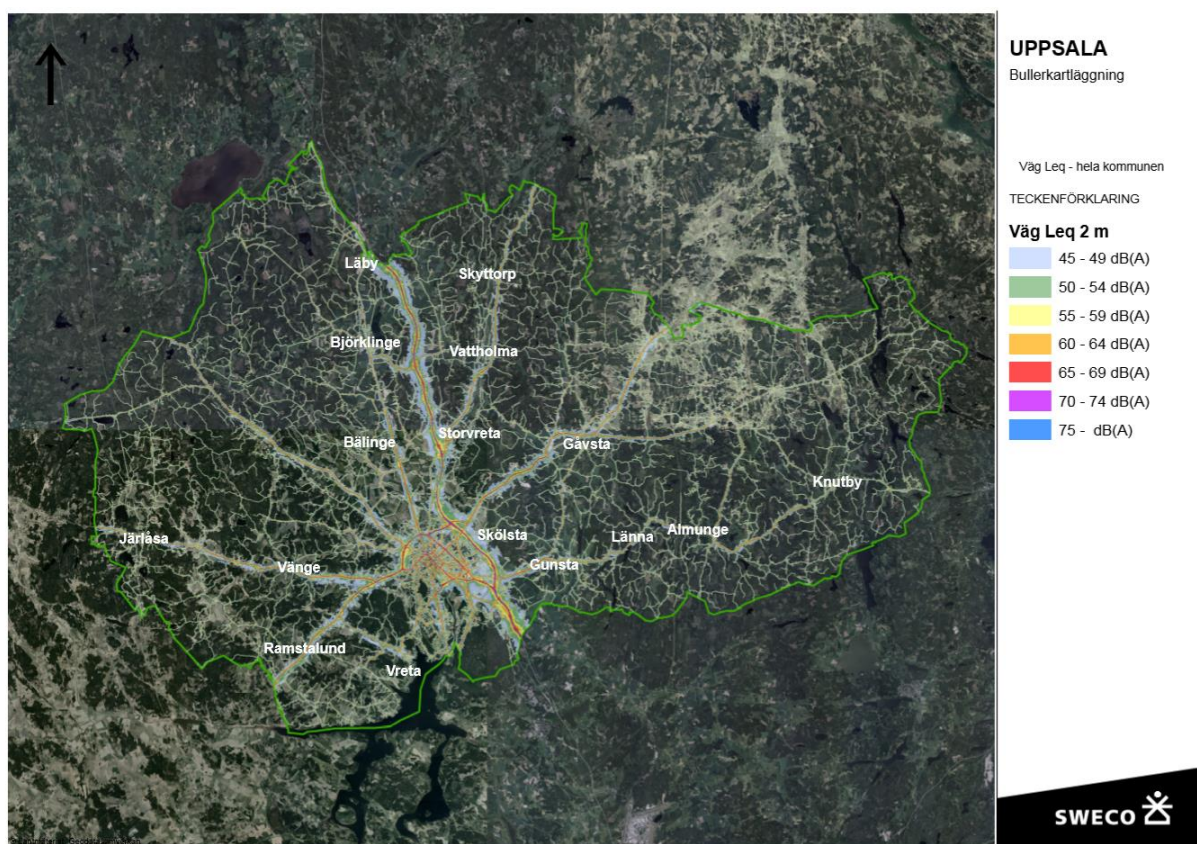 UPPSALA
Bullerkartläggning
Väg Leq - hela kommunen
TECKENFÖRKLARING
Väg Leq 2 m
45 - 49 dB(A)
50 - 54 dB(A)
55 - 59 dB(A)
60 - 64 dB(A)
65 - 69 dB(A)
70 - 74 dB(A)
75 - dB(A)
Läby
Skyttorp
Björklinge
Vattholma
Bälinge
Storvreta
Gåvsta
Knutby
Järlåsa
Skölsta
Länna
Almunge
Vänge
Gunsta
Ramstalund
Vreta
SWECO